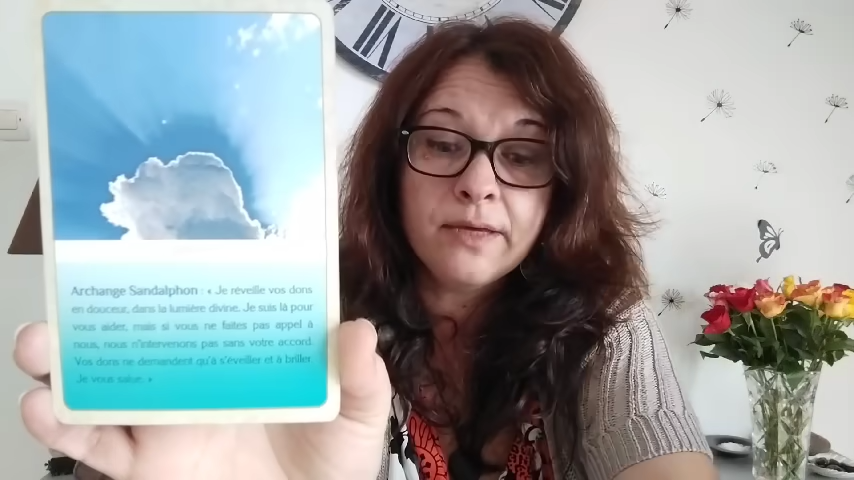 Archange Sandalphon : « Je réveille vos dons
en douceur, dans la lumière divine. Je suis là pour
vous aider, mais si vous ne faites pas appel à
nous, nous n'intervenons pas sans votre accord.
Vos dons ne demandent qu'à s'éveiller et à briller.
Je vous salue. »